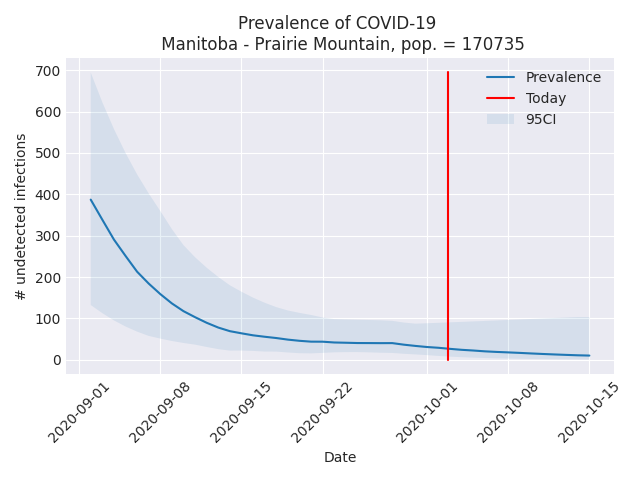 Prevalence of COVID-19
Manitoba - Prairie Mountain, pop. = 170735
Prevalence
Today
95CI
# undetected infections
700
600
500
400
300
200
100
0
2020-09-01
2020-09-08
2020-09-15
2020-09-22
2020-10-01
2020-10-08
2020-10-15
Date